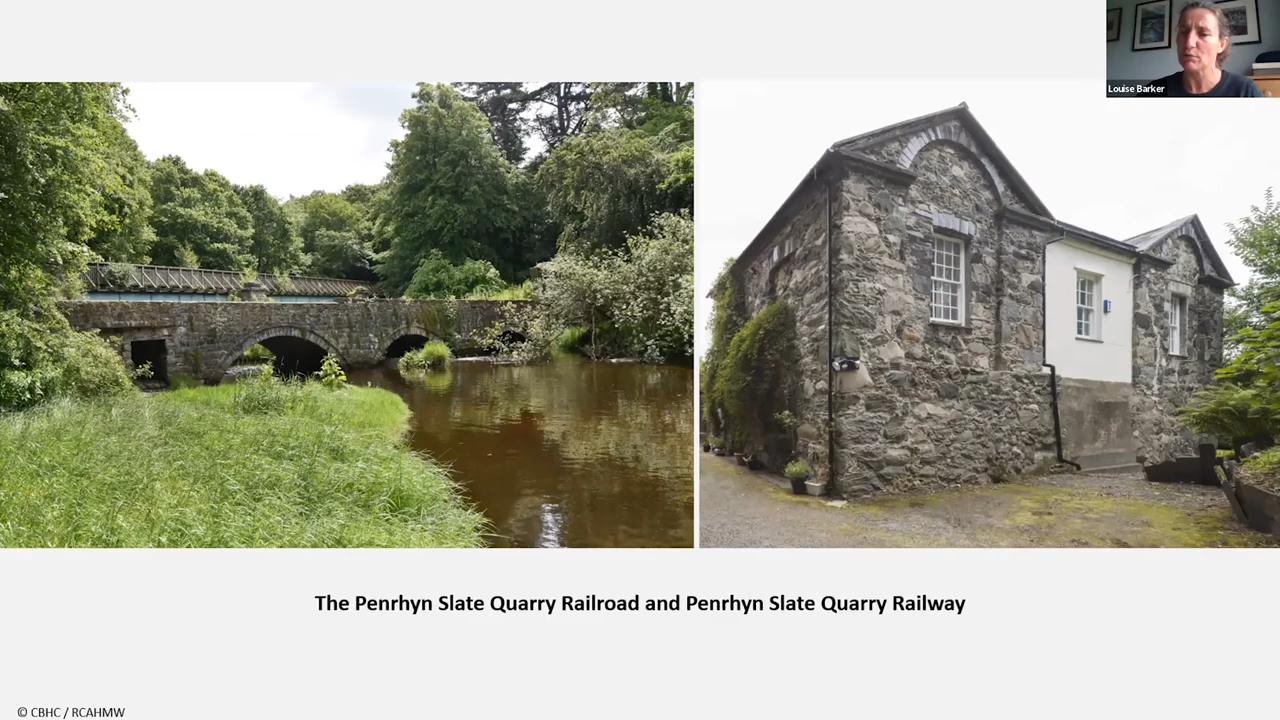 Louise Barker
The Penrhyn Slate Quarry Railroad and Penrhyn Slate Quarry Railway
© CBHC / RCAHMW